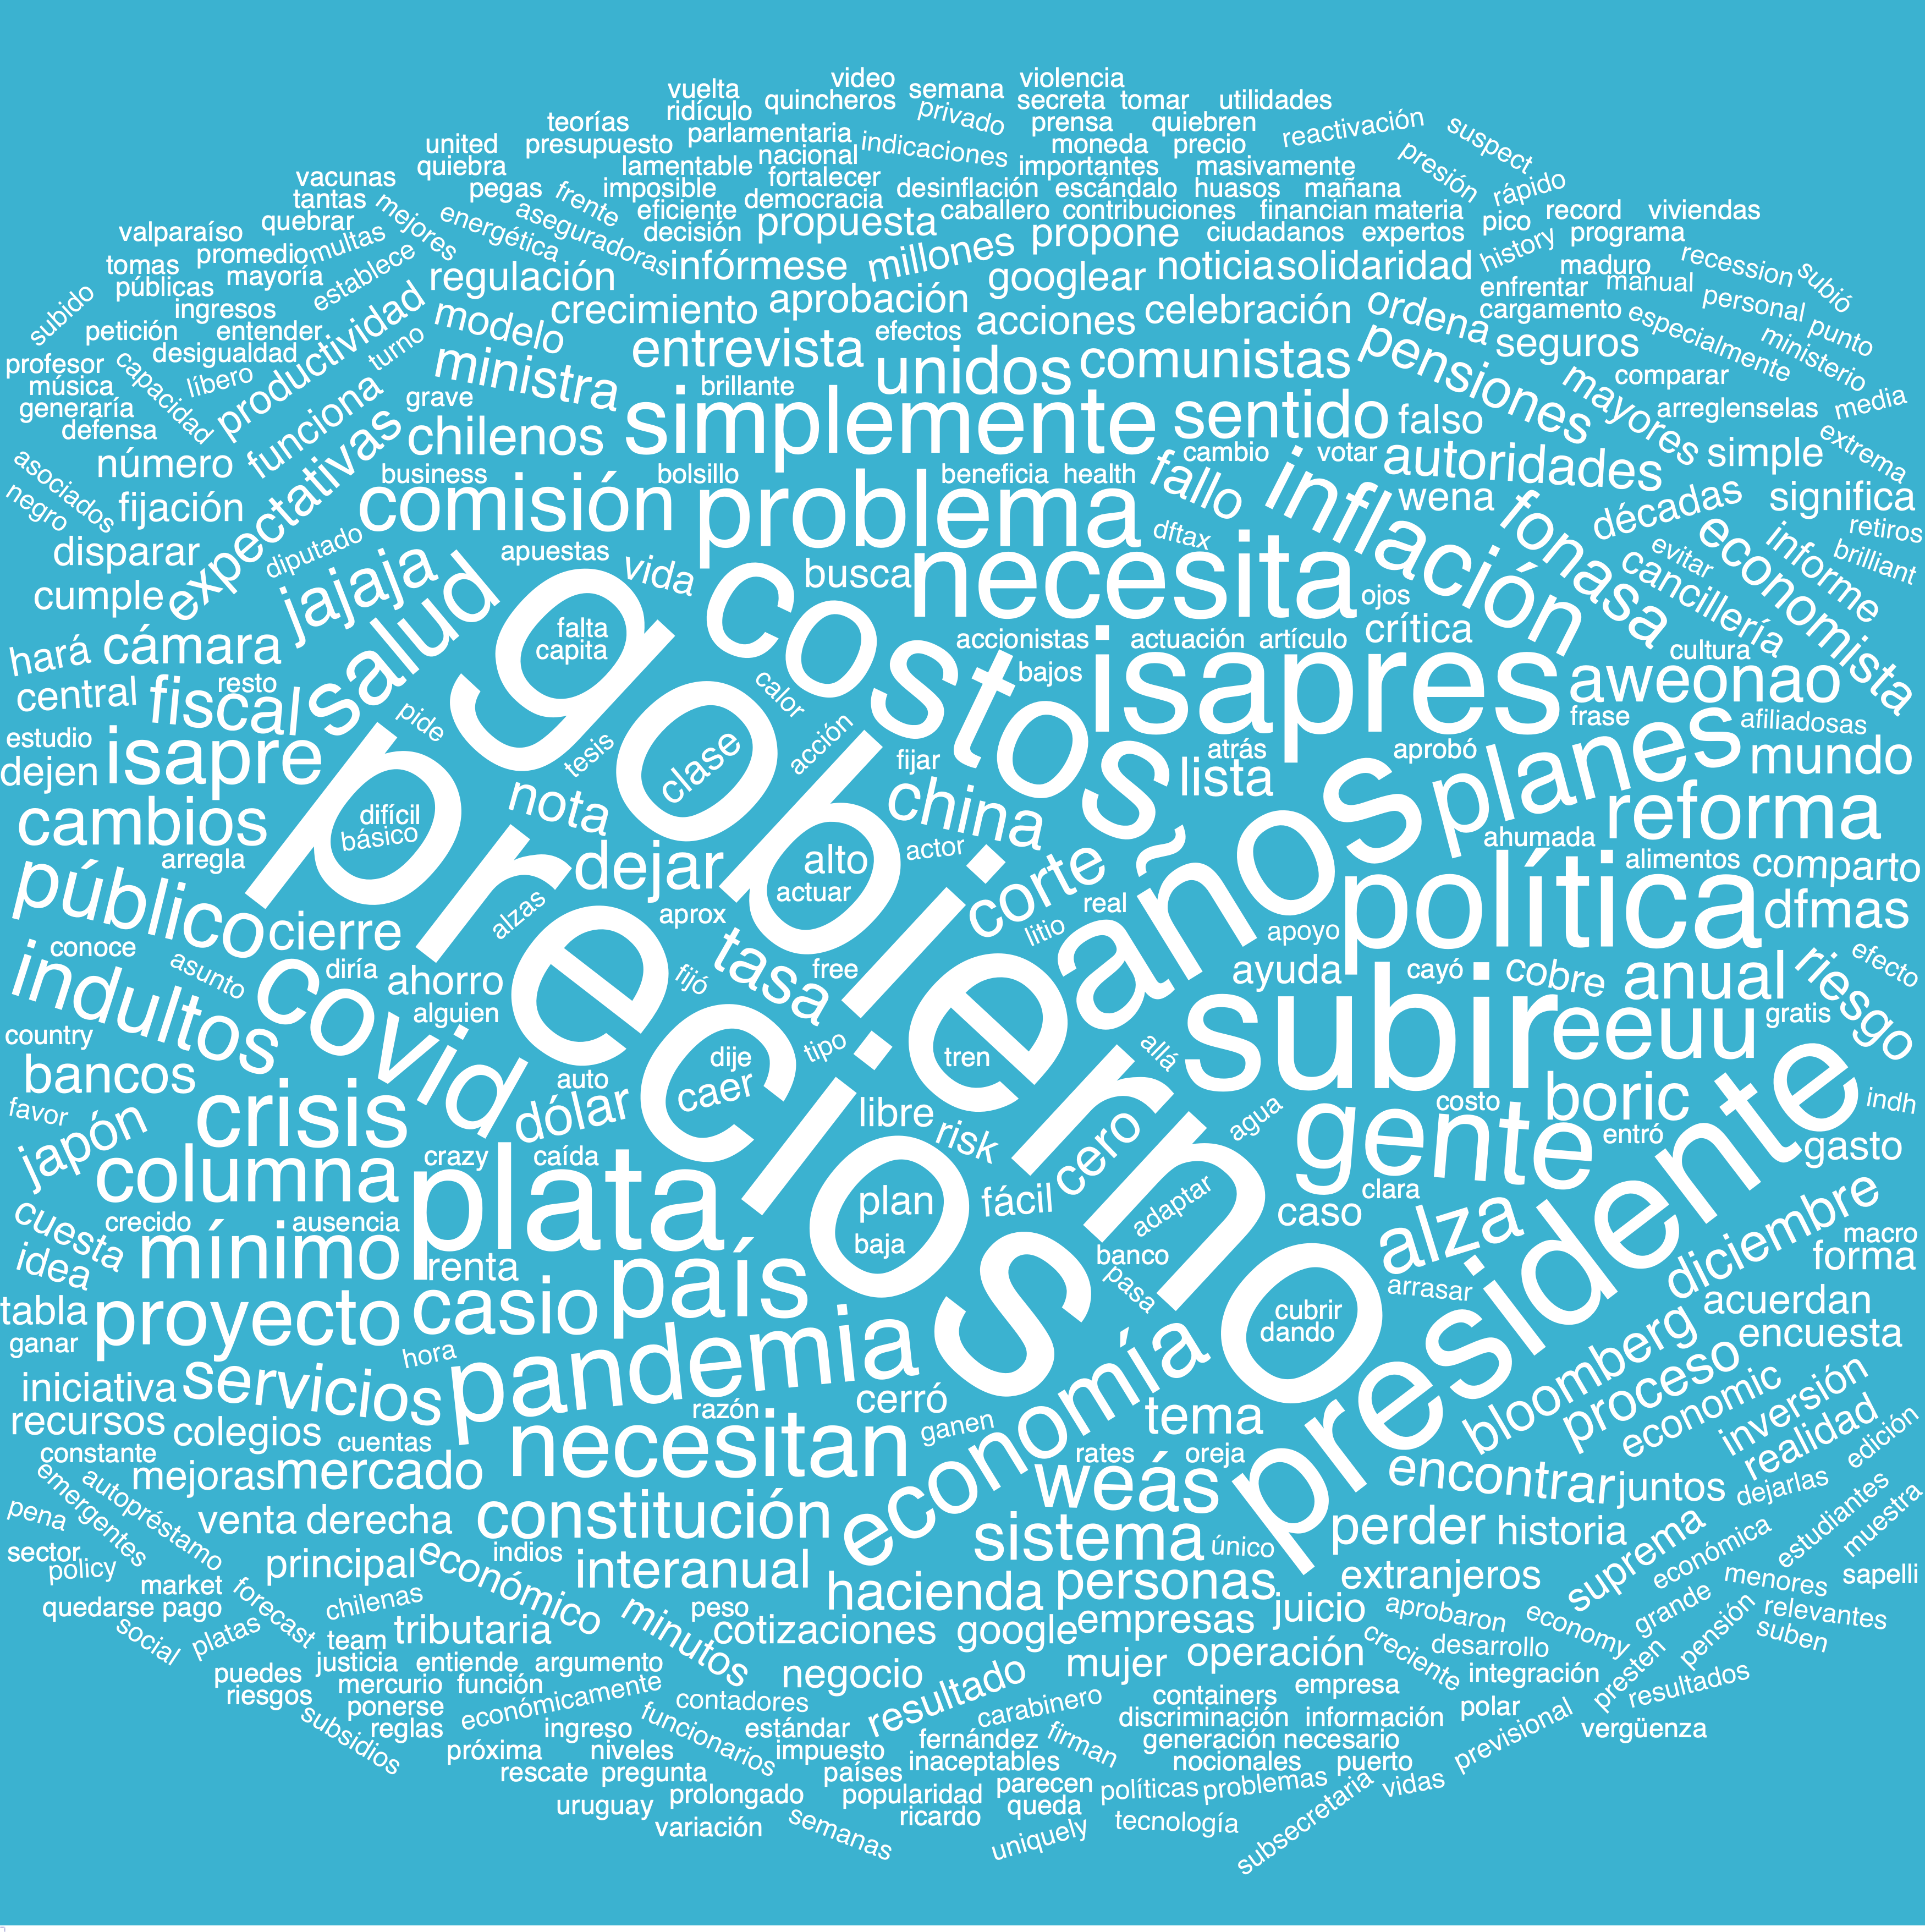 video
violencia
vuelta
quincheros
semana
secreta
tomar
utilidades
ridículo
privado
teorías
parlamentaria
prensa
quiebren
reactivación
suspect
united
presupuesto
nacional
indicaciones
moneda
precio
presión
quiebra
lamentable
fortalecer
importantes
masivamente
rápido
vacunas
pegas
frente
imposible
democracia
desinflación
escándalo
huasos
mañana
tantas
mejores
energética
aseguradoras
eficiente
propuesta
caballero
contribuciones
financian
materia
pico
record
viviendas
quebrar
decisión
propone
ciudadanos
expertos
history
programa
valparaíso
promedio
multas
infórmese
millones
googlear
noticia
solidaridad
maduro
recession
subió
tomas
mayoría
establece
regulación
enfrentar
manual
personal
punto
públicas
crecimiento
aprobación
acciones
celebración
ordena
cargamento
especialmente
ministerio
subido
ingresos
productividad
modelo
efectos
petición
entender
turno
ministra
entrevista
unidos
comunistas
pensiones
seguros
mayores
comparar
media
profesor
desigualdad
capacidad
líbero
funciona
grave
brillante
simplemente
sentido
falso
arreglenselas
extrema
música
generaría
defensa
expectativas
chilenos
cambio
votar
autoridades
simple
asociados
número
business
bolsillo
beneficia
health
fallo
inflación
wena
fonasa
décadas
significa
negro
fijación
comisión
problema
dftax
economista
informe
retiros
disparar
diputado
apuestas
vida
busca
necesita
evitar
cancillería
brilliant
cumple
jajaja
salud
gobierno
costos
ojos
falta
accionistas
actuación
artículo
crítica
cultura
hará
cámara
capita
bajos
isapres
aweonao
central
fiscal
resto
calor
frase
afiliadosas
estudio
isapre
pide
tesis
clase
acción
fijar
atrás
aprobó
planes
mundo
dejen
precios
nota
china
años
lista
reforma
cambios
difícil
básico
actor
ahumada
arregla
dejar
alto
corte
política
alimentos
comparto
público
cierre
alzas
aprox
actuar
real
litio
apoyo
dfmas
conoce
asunto
diría
ahorro
fijó
tasa
free
ayuda
cayó
cobre
anual
riesgo
efecto
indultos
covid
alguien
subir
eeuu
gratis
country
dije
tipo
tren
allá
bancos
auto
caer
costo
boric
presidente
indh
favor
crisis
dólar
libre
risk
cero
agua
gente
entró
japón
columna
crazy
caída
gasto
plata
plan
fácil
adaptar
clara
cuesta
crecido
ausencia
caso
alza
diciembre
macro
idea
mínimo
renta
país
baja
banco
pasa
arrasar
forma
tabla
proyecto
casio
cubrir
dando
acuerdan
ganar
hora
pandemia
economía
bloomberg
encuesta
iniciativa
servicios
razón
cerró
ganen
tema
proceso
economic
inversión
recursos
colegios
cuentas
necesitan
rates
oreja
realidad
edición
constante
mejoras
mercado
weás
encontrar
juntos
dejarlas
emergentes
autopréstamo
pena
venta
derecha
constitución
sistema
único
perder
historia
suprema
económica
estudiantes
muestra
sector
policy
principal
económico
indios
interanual
hacienda
personas
extranjeros
menores
sapelli
market
forecast
chilenas
minutos
peso
juicio
aprobaron
economy
grande
relevantes
quedarse
pago
social
platas
team
tributaria
cotizaciones
google
empresas
creciente
desarrollo
pensión
suben
justicia
entiende
argumento
negocio
resultado
mujer
operación
integración
presten
puedes
mercurio
función
riesgos
ponerse
económicamente
contadores
carabinero
containers
empresa
resultados
subsidios
reglas
ingreso
funcionarios
estándar
fernández
firman
discriminación
información
polar
previsional
vergüenza
próxima
niveles
impuesto
inaceptables
generación
necesario
rescate
pregunta
países
parecen
nocionales
puerto
uruguay
prolongado
popularidad
políticas
problemas
subsecretaria
vidas
variación
semanas
ricardo
queda
uniquely
tecnología